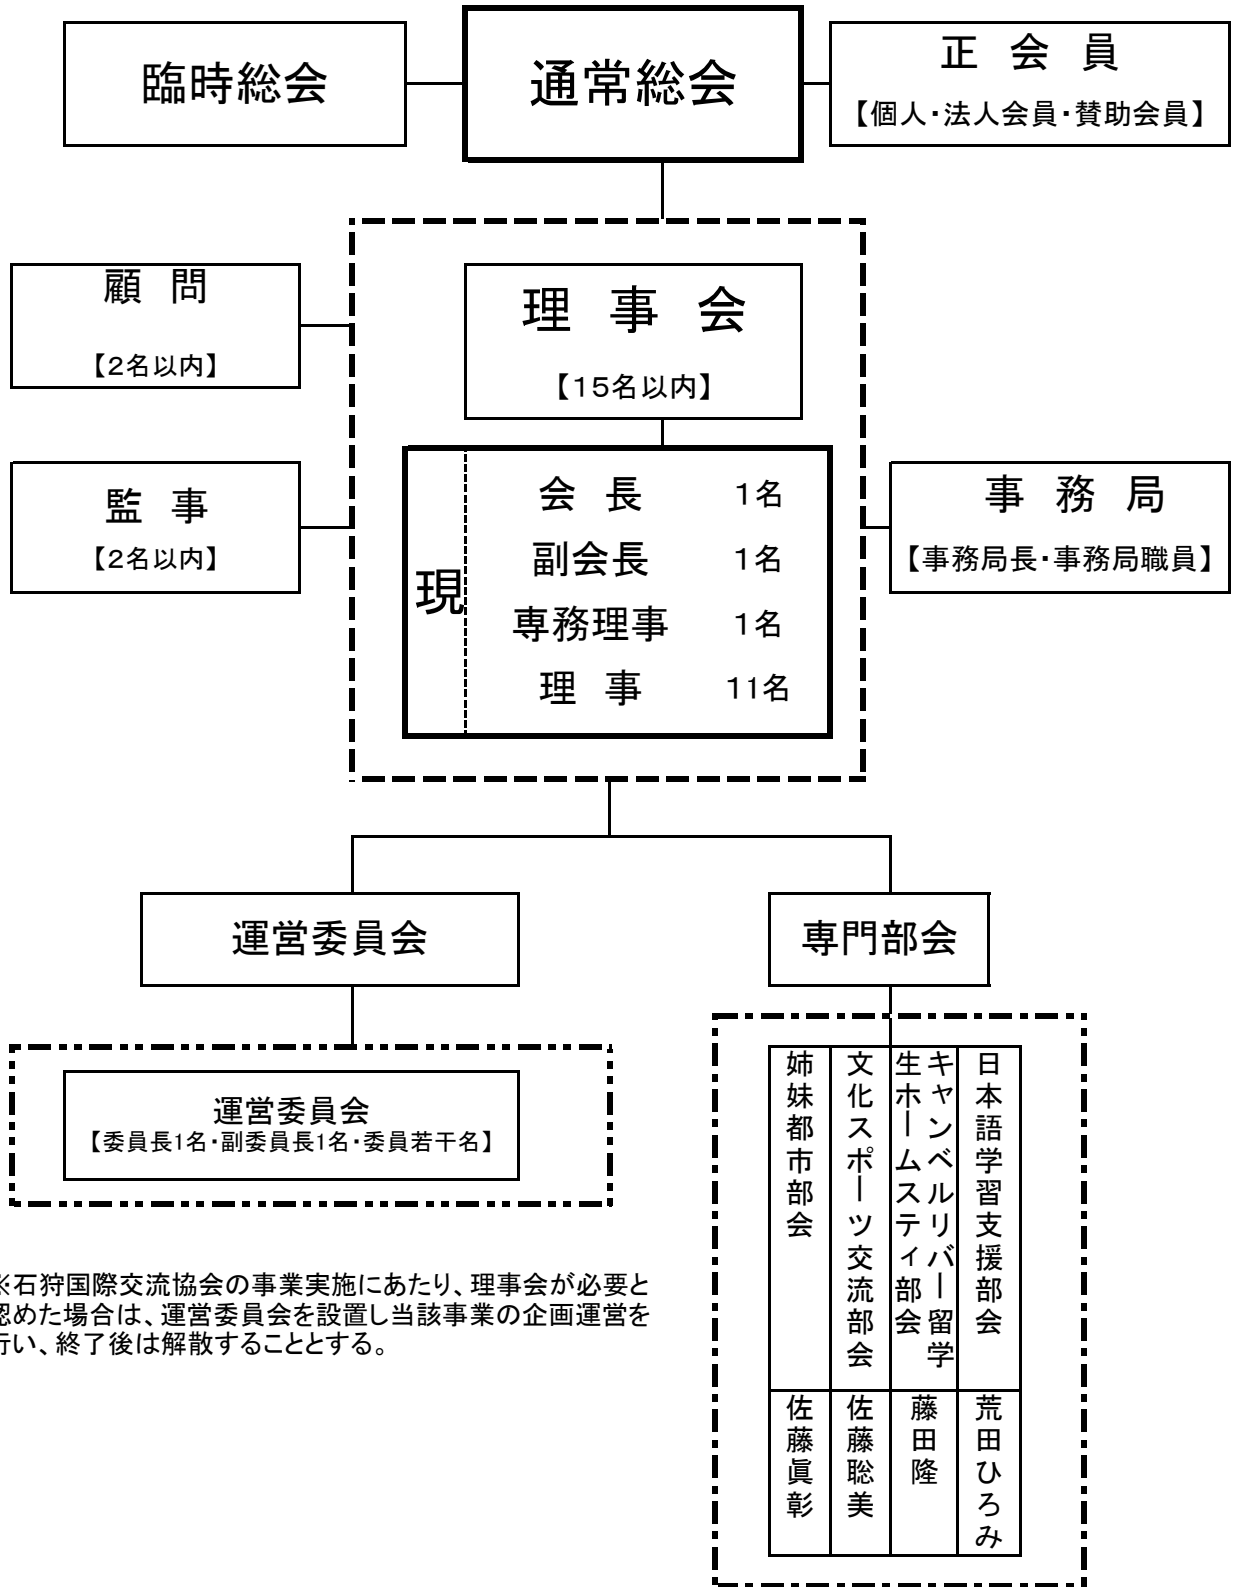 臨時総会
通常総会
正会員
【個人・法人会員・賛助会員】
顧問
【2名以内】
理事会
【15名以内】
監事
【2名以内】
現
会長 1名
副会長 1名
専務理事 1名
理事 11名
事務局
【事務局長・事務局職員】
運営委員会
専門部会
運営委員会
【委員長1名・副委員長1名・委員若干名】
日本語学習支援部会
キャンベルリバー留学
生ホームスティ部会
文化スポーツ交流部会
姉妹都市部会
荒田ひろみ
藤田隆
佐藤聡美
佐藤眞彰
※石狩国際交流協会の事業実施にあたり、理事会が必要と
認めた場合は、運営委員会を設置し当該事業の企画運営を
行い、終了後は解散することとする。